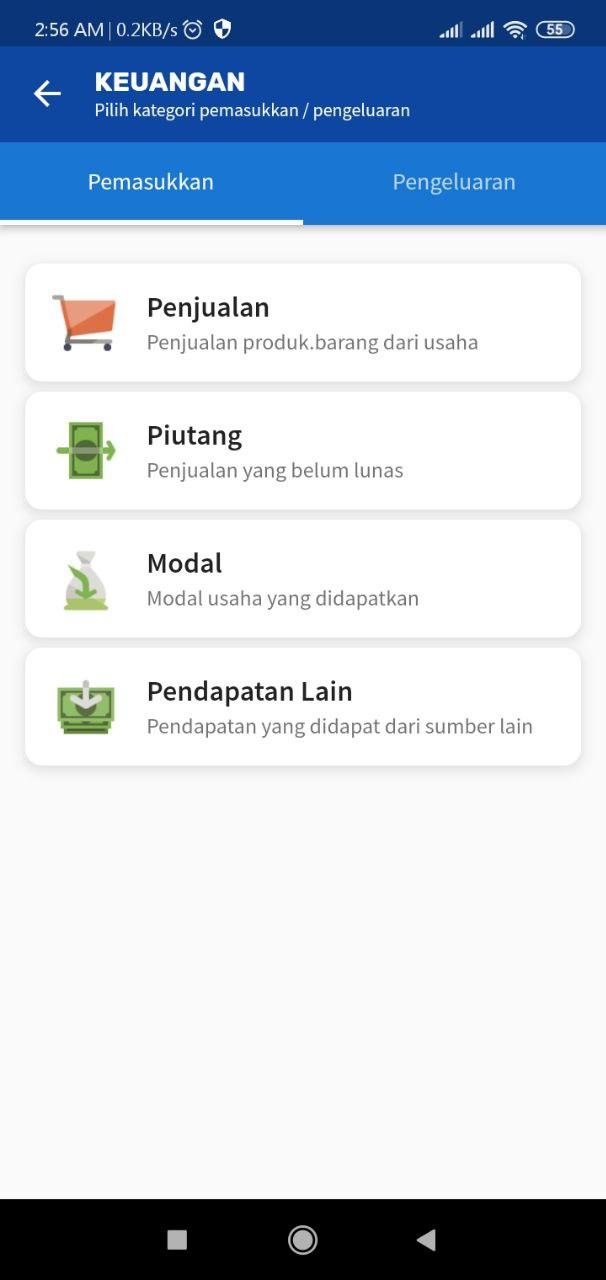 2:56 AM | 0.2KB/s
55
KEUANGAN
Pilih kategori pemasukkan / pengeluaran
Pemasukkan
Pengeluaran
Penjualan
Penjualan produk.barang dari usaha
Piutang
Penjualan yang belum lunas
Modal
Modal usaha yang didapatkan
Pendapatan Lain
Pendapatan yang didapat dari sumber lain